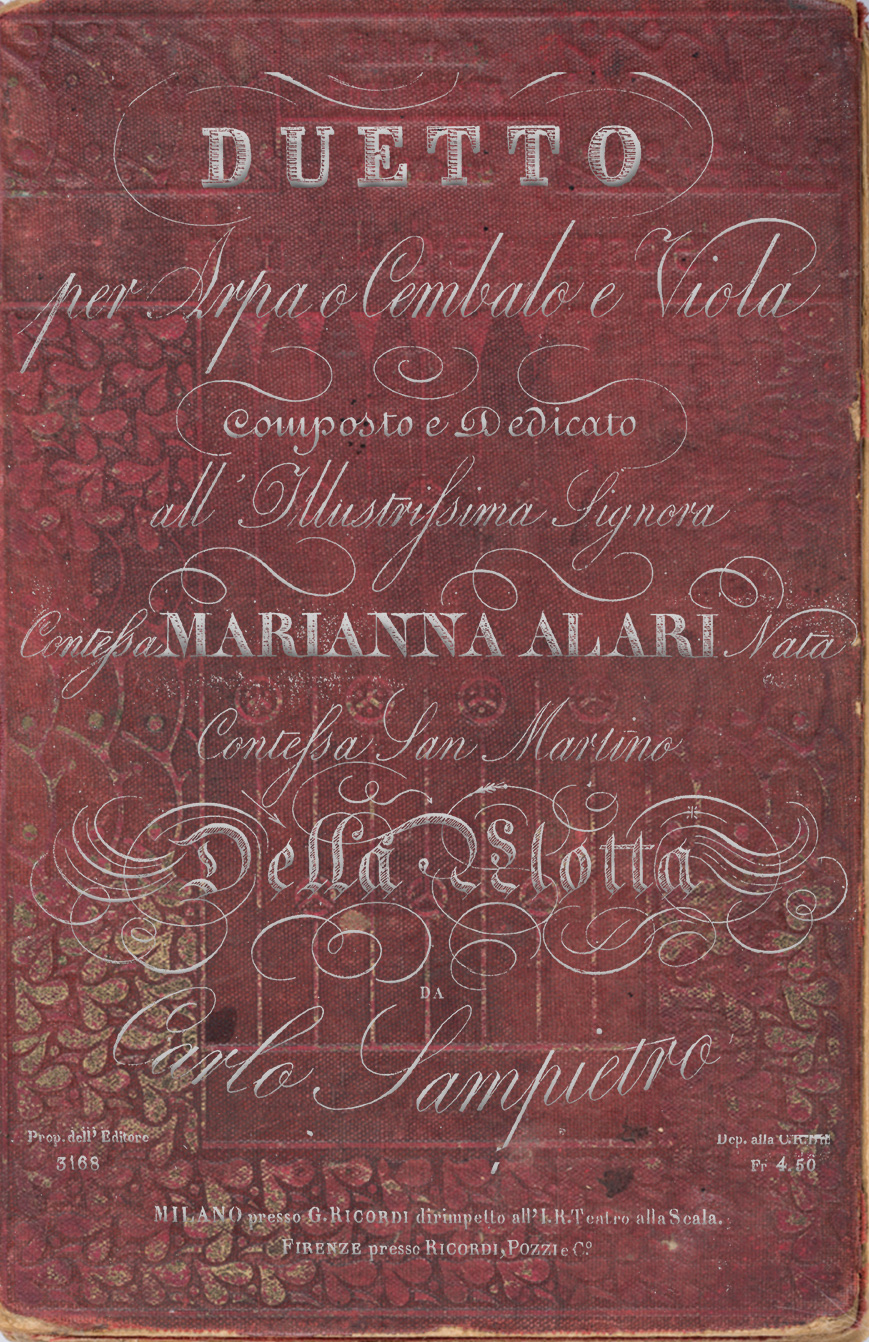 DUETTO
per Arpa o Cembalo e Viola
Composto e Dedicato
all'Illustrissima Signora
Contessa MARIANNA ALARI Nata
Contessa San Martino
Della Motta
DA
Carlo Sampietro
Prop. dell' Editore
3168
Dep. alla
Fr 4.50
MILANO presso G. RICORDI dirimpetto all' I. R. Teatro alla Scala.
FIRENZE presso RICORDI, POZZI e C.º